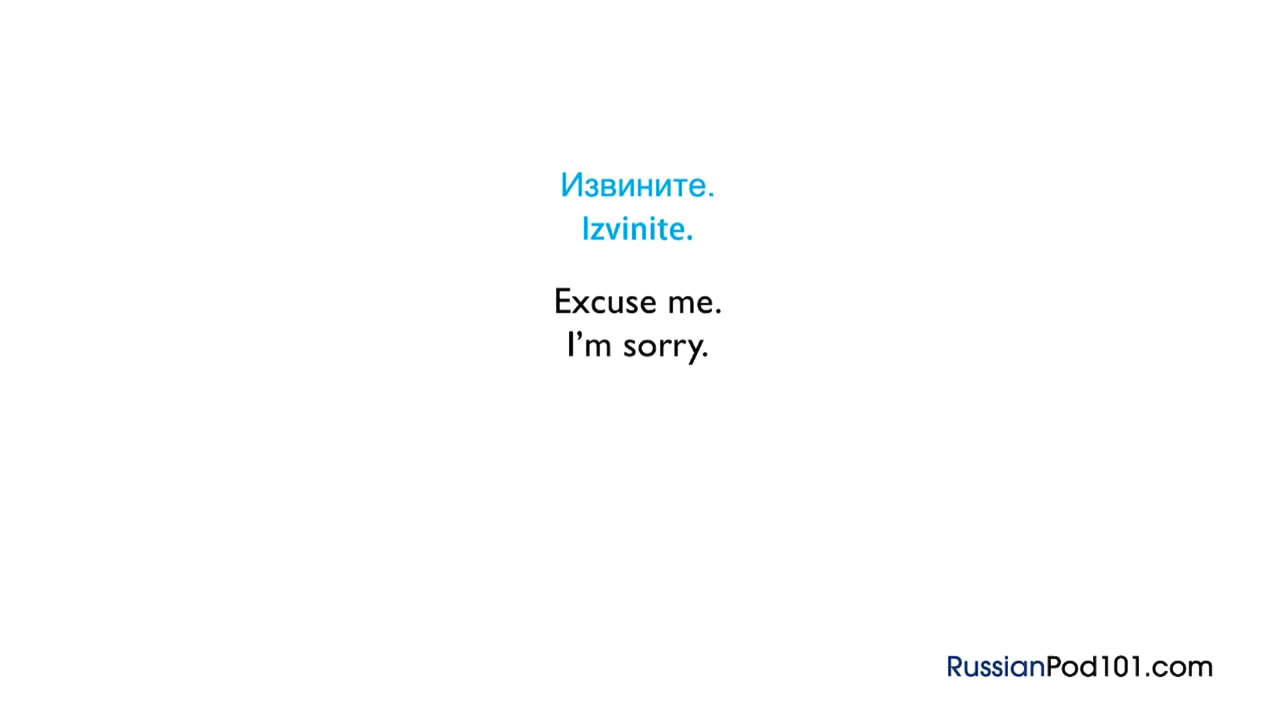 Извините.
Izvinite.
Excuse me.
I'm sorry.
RussianPod101.com